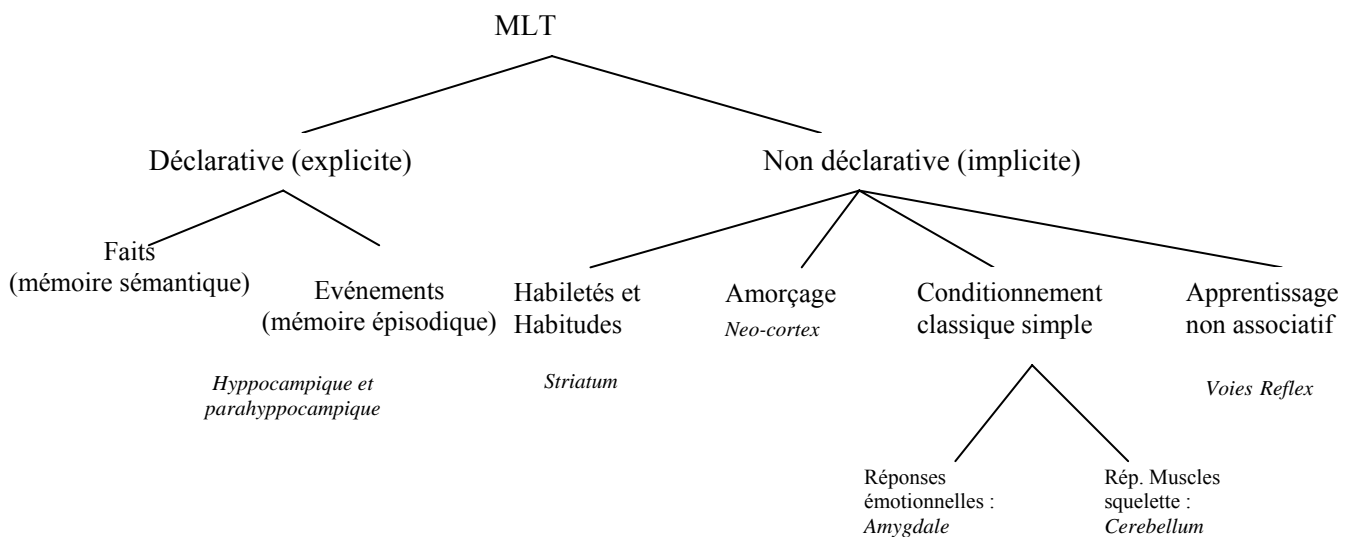 MLT
Déclarative (explicite)
Non déclarative (implicite)
Faits
(mémoire sémantique)
Evénements
(mémoire épisodique)
Hyppocampique et
parahyppocampique
Habiletés et
Habitudes
Striatum
Amorçage
Neo-cortex
Conditionnement
classique simple
Apprentissage
non associatif
Voies Reflex
Réponses
émotionnelles :
Amygdale
Rép. Muscles
squelette :
Cerebellum